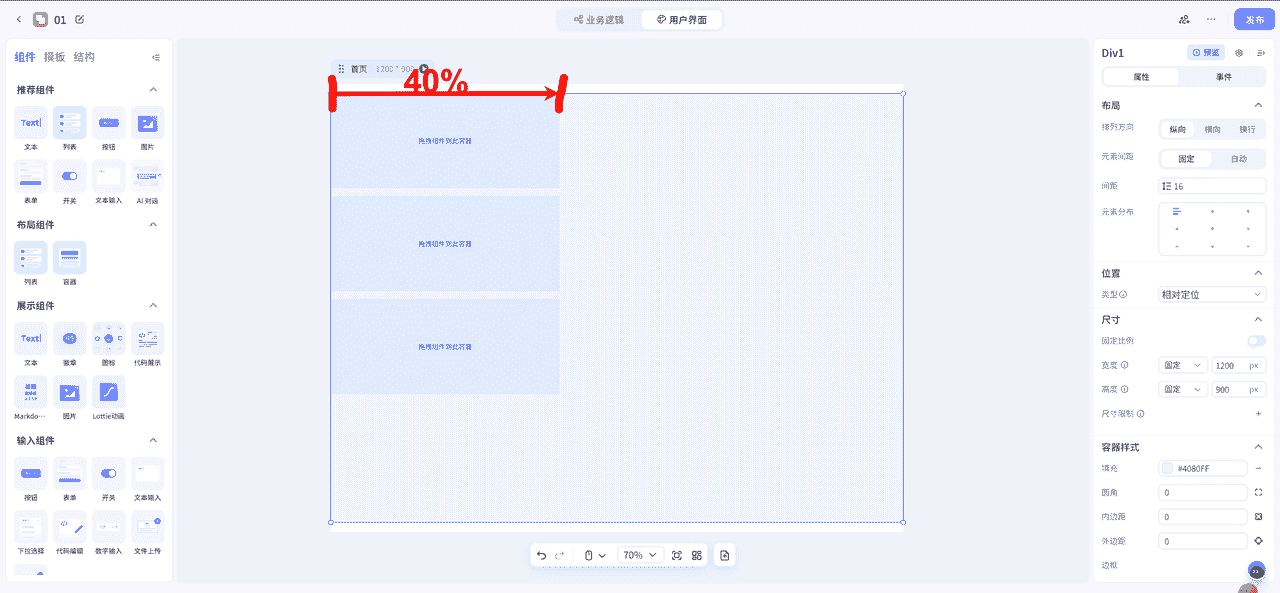 01
业务逻辑
用户界面
发布
组件 模板 结构
推荐组件
Text
文本 列表 按钮 图片
表单 开关 文本输入 AI 对话
布局组件
列表 容器
展示组件
Text
文本 徽章 图标 代码展示
Markdo··· 图片 Lottie动画
输入组件
按钮 表单 开关 文本输入
下拉选择 代码编辑 数字输入 文件上传
首页 1200 * 900
40%
拖拽组件到此容器
拖拽组件到此容器
拖拽组件到此容器
70%
Div1
预览
属性 事件
布局
排列方向 纵向 横向 换行
元素间距 固定 自动
间距 16
元素分布
位置
类型 相对定位
尺寸
固定比例
宽度 固定 1200 px
高度 固定 900 px
尺寸限制
容器样式
填充 #4080FF
圆角 0
内边距 0
外边距 0
边框